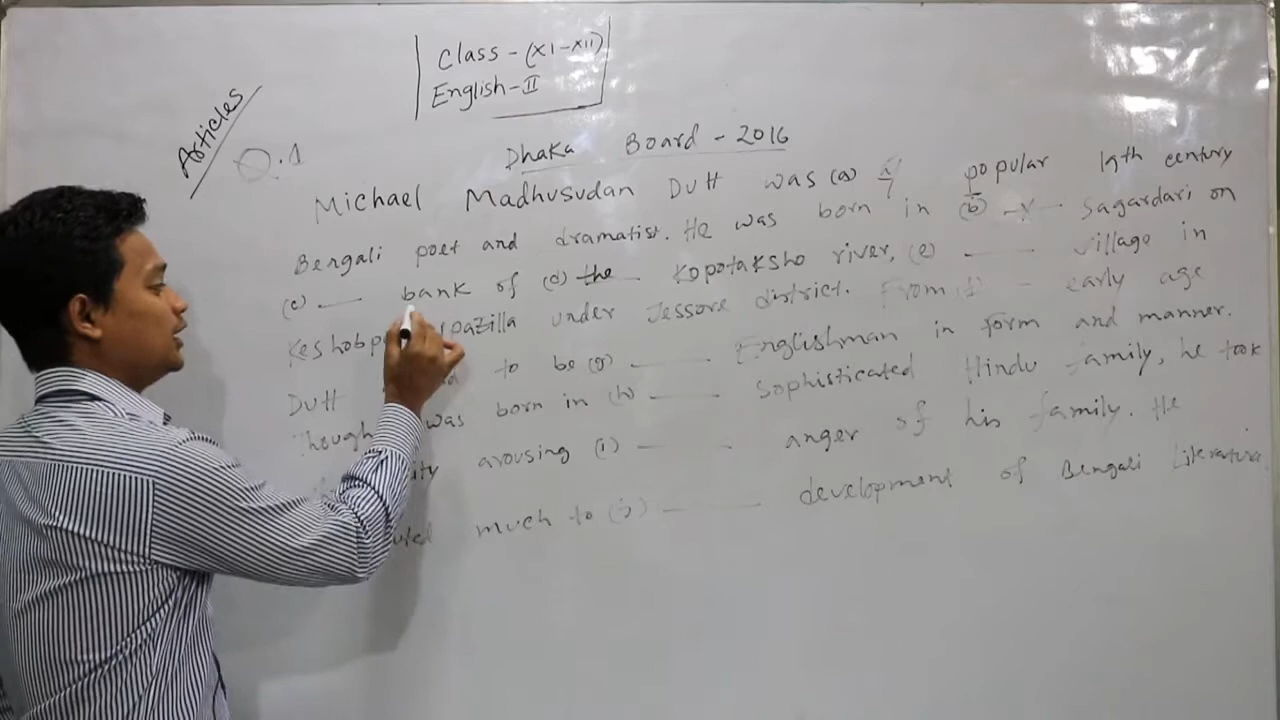 Class - (XI-XII)
English - II
Articles
Q.1
Dhaka Board - 2016
Michael Madhusudan Dutt was (a) a popular 19th century
Bengali poet and dramatist. He was born in (b) -x- Sagardari on
(c) — bank of (d) the Kopotaksho river, (e) — village in
under Jessore district. From (f) - early age
Dutt to be (g) — Englishman in form and manner.
Though was born in (h) — sophisticated Hindu family, he took
arousing (i) — anger of his family. He
much to (j) — development of Bengali literature.